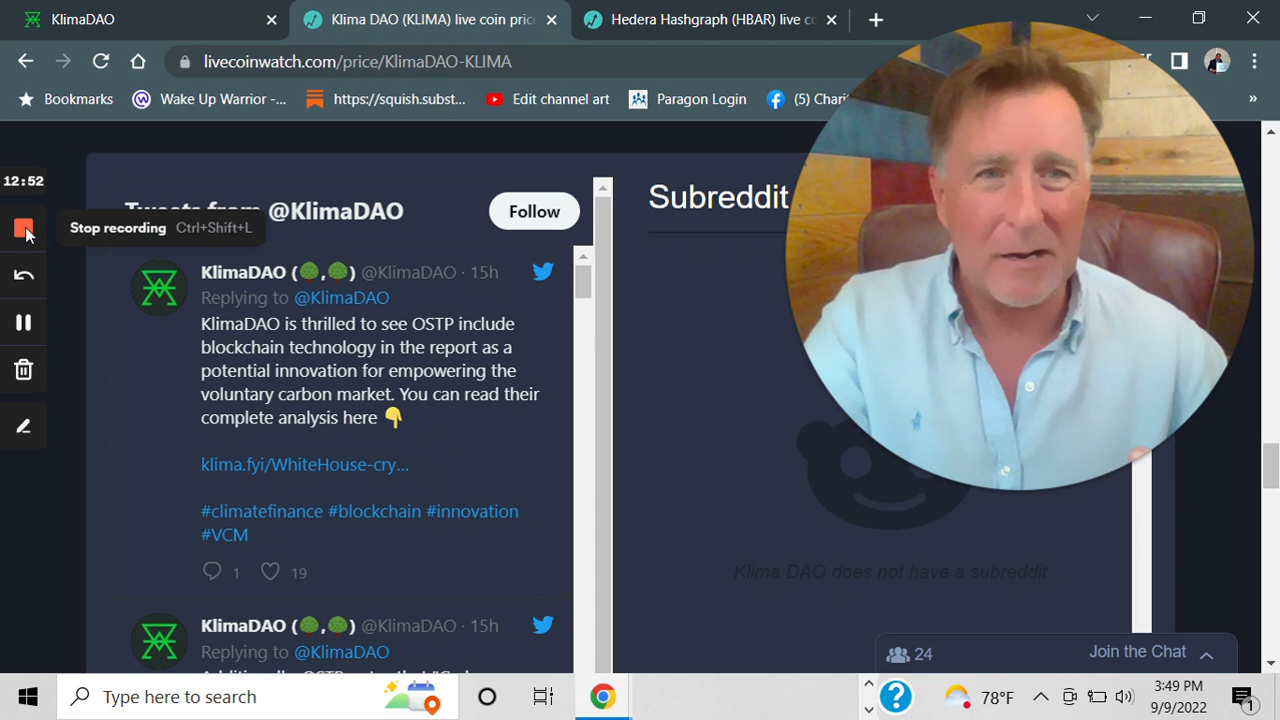 KlimaDAO
Klima DAO (KLIMA) live coin price
Hedera Hashgraph (HBAR) live co
livecoinwatch.com/price/KlimaDAO-KLIMA
Bookmarks
Wake Up Warrior -...
https://squish.subst...
Edit channel art
Paragon Login
(5) Chari
»
12:52
Stop recording Ctrl+Shift+L
@KlimaDAO
Follow
Subreddit
KlimaDAO (🌳,🌳) @KlimaDAO · 15h
Replying to @KlimaDAO
KlimaDAO is thrilled to see OSTP include
blockchain technology in the report as a
potential innovation for empowering the
voluntary carbon market. You can read their
complete analysis here 👇
klima.fyi/WhiteHouse-cry...
#climatefinance #blockchain #innovation
#VCM
1
19
Klima DAO does not have a subreddit
KlimaDAO (🌳,🌳) @KlimaDAO · 15h
Replying to @KlimaDAO
24
Join the Chat
Type here to search
78°F
3:49 PM
9/9/2022
1